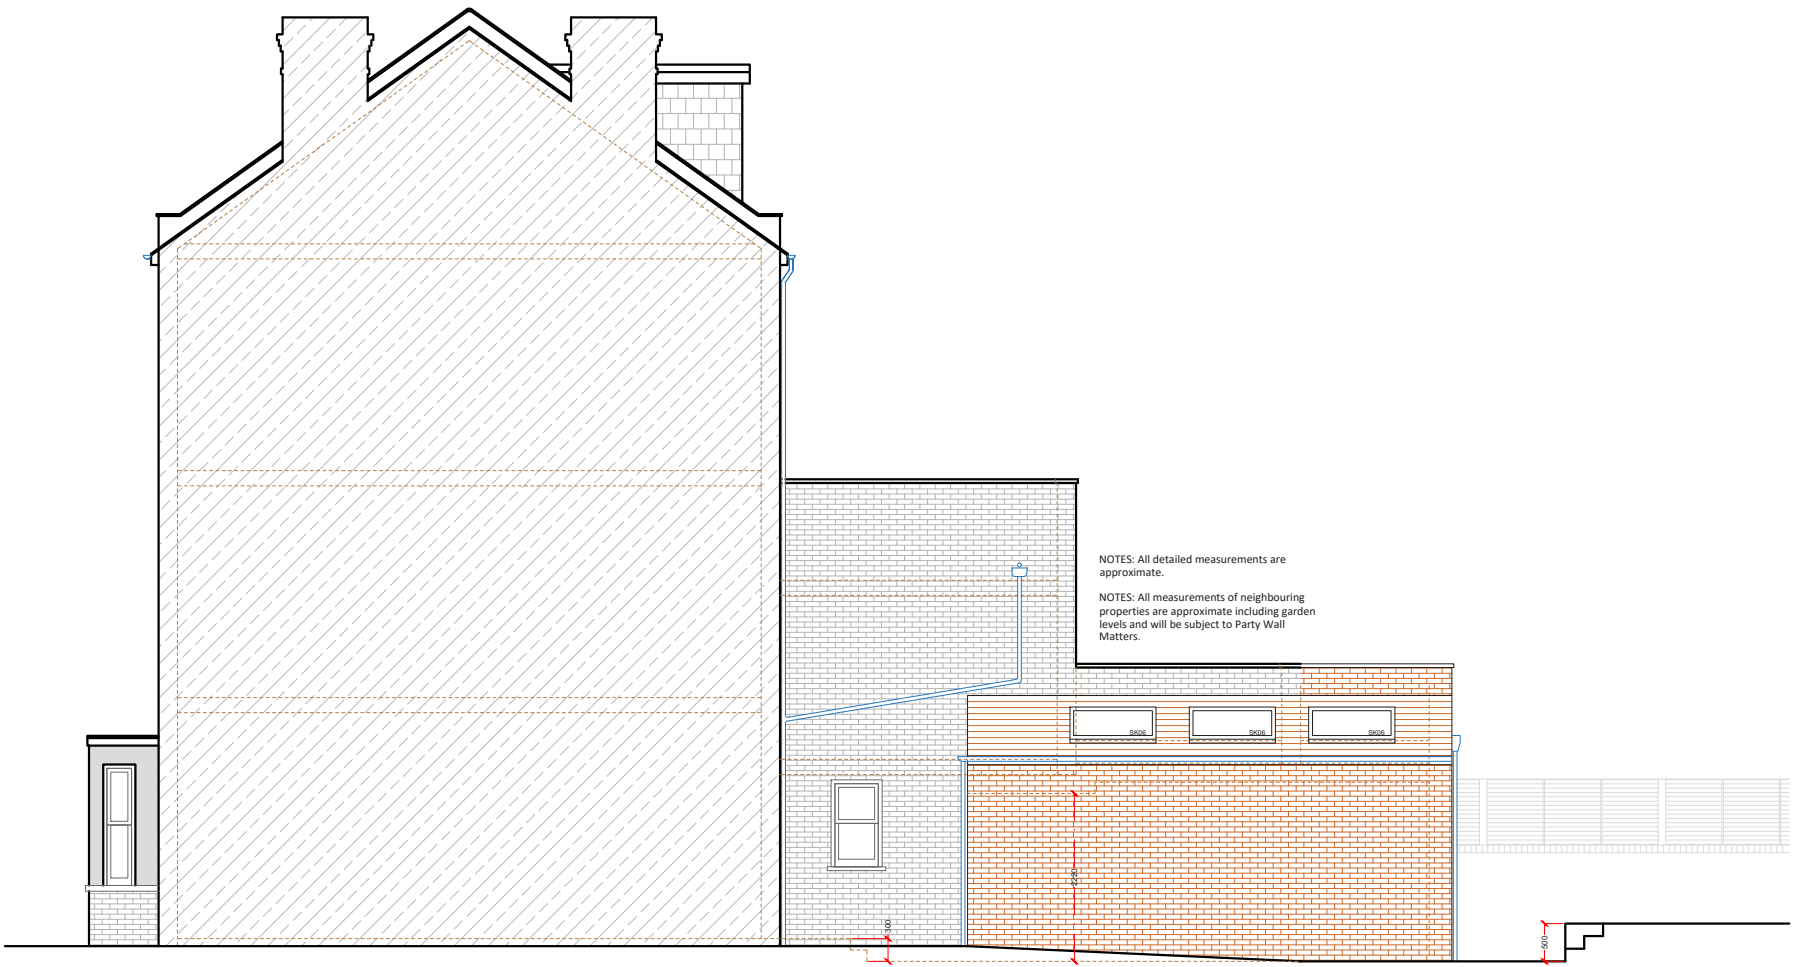 NOTES: All detailed measurements are
approximate.
NOTES: All measurements of neighbouring
properties are approximate including garden
levels and will be subject to Party Wall
Matters.
SK06
SK06
SK06
2220
300
500